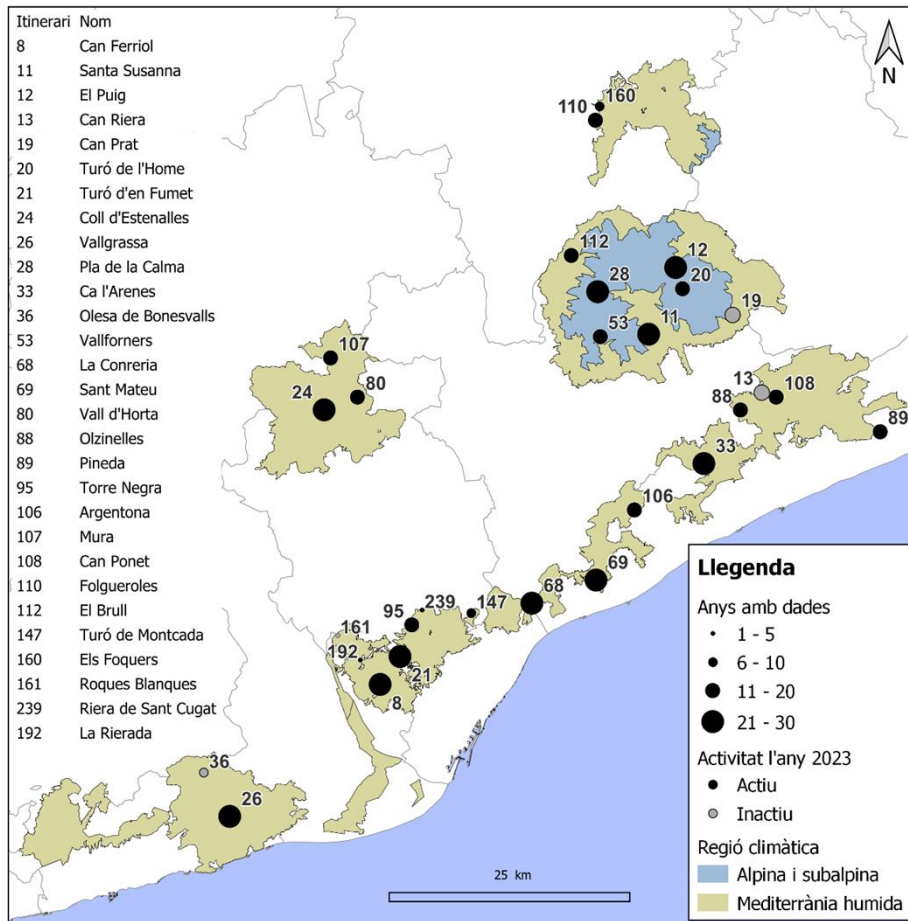 Itinerari Nom
8 Can Ferriol
11 Santa Susanna
12 El Puig
13 Can Riera
19 Can Prat
20 Turó de l'Home
21 Turó d'en Fumet
24 Coll d'Estenalles
26 Vallgrassa
28 Pla de la Calma
33 Ca l'Arenes
36 Olesa de Bonesvalls
53 Vallforners
68 La Conreria
69 Sant Mateu
80 Vall d'Horta
88 Olzinelles
89 Pineda
95 Torre Negra
106 Argentona
107 Mura
108 Can Ponet
110 Folgueroles
112 El Brull
147 Turó de Montcada
160 Els Foquers
161 Roques Blanques
239 Riera de Sant Cugat
192 La Rierada
N
160
110
112
12
28
20
19
53
11
107
24
80
13
108
88
89
33
106
69
68
147
239
95
161
192
21
8
36
26
25 km
Llegenda
Anys amb dades
1 - 5
6 - 10
11 - 20
21 - 30
Activitat l'any 2023
Actiu
Inactiu
Regió climàtica
Alpina i subalpina
Mediterrània humida